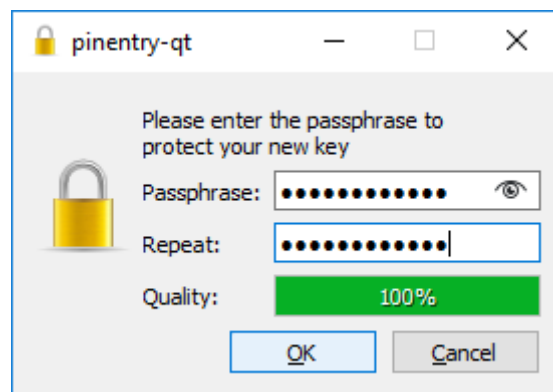 pinentry-qt
Please enter the passphrase to
protect your new key
Passphrase: ●●●●●●●●●●●●
Repeat: ●●●●●●●●●●●●
Quality: 100%
OK Cancel